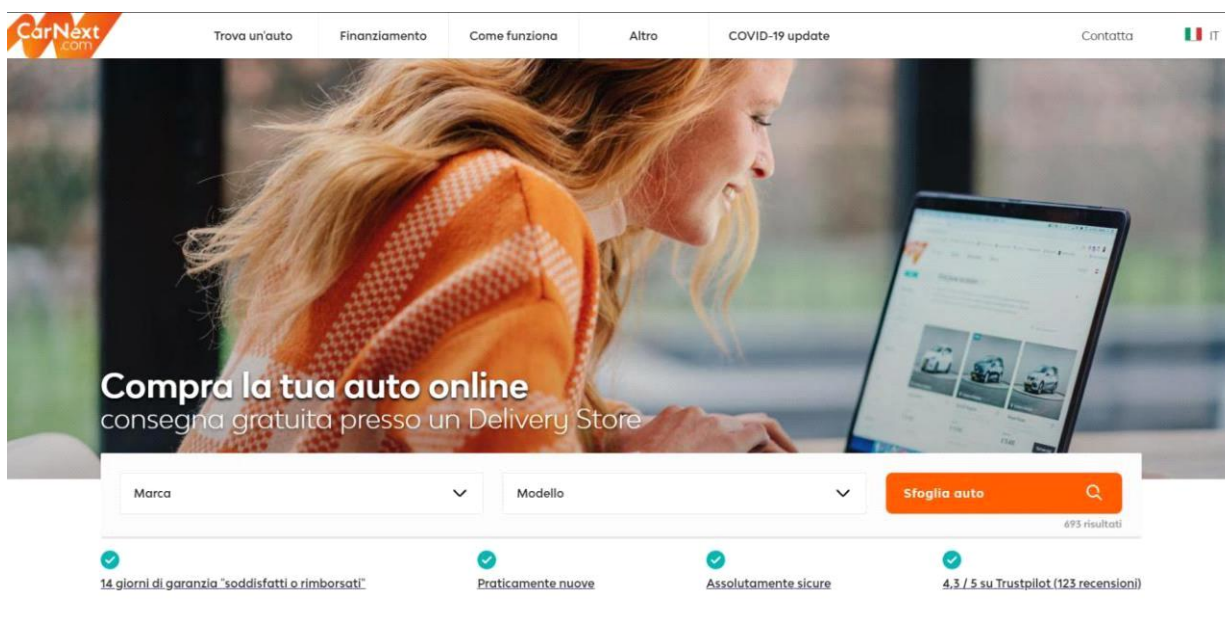 CarNext
.com
Trova un'auto
Finanziamento
Come funziona
Altro
COVID-19 update
Contatta
IT
Compra la tua auto online
consegna gratuita presso un Delivery Store
Marca
Modello
Sfoglia auto
693 risultati
14 giorni di garanzia "soddisfatti o rimborsati"
Praticamente nuove
Assolutamente sicure
4,3 / 5 su Trustpilot (123 recensioni)